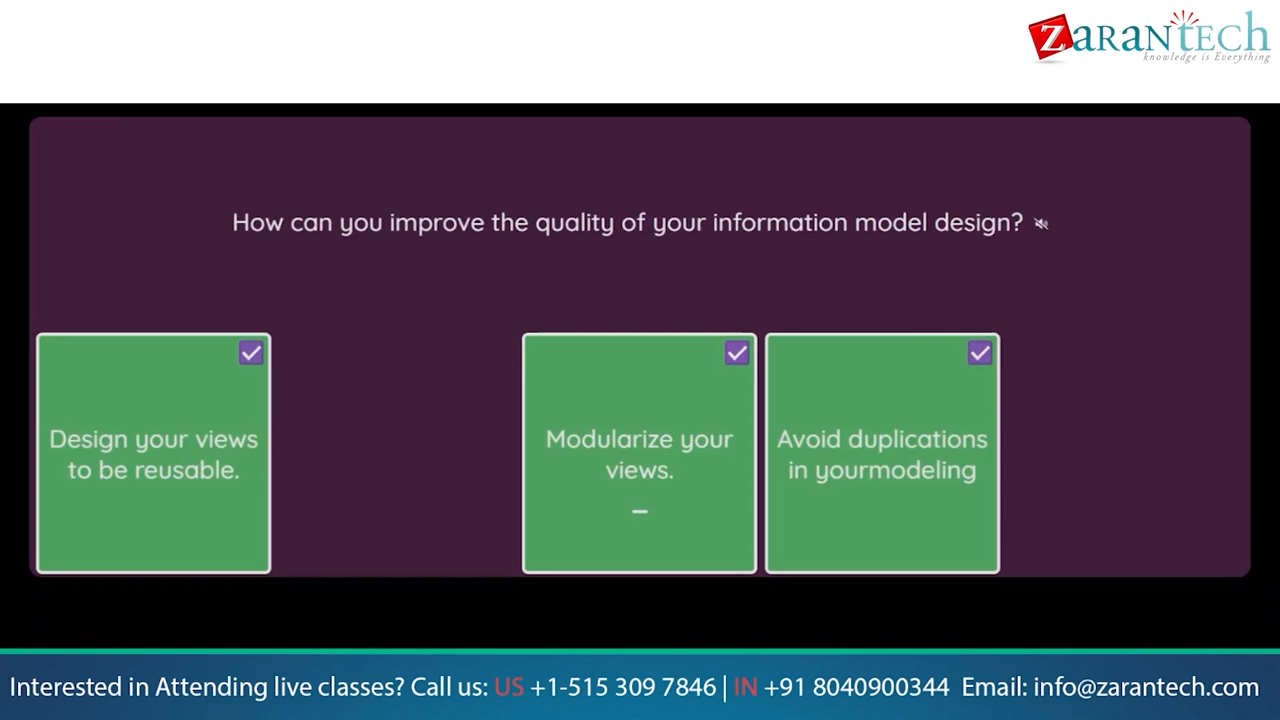 ZARANTECH
knowledge is Everything
How can you improve the quality of your information model design?
Design your views
to be reusable.
Modularize your
views.
–
Avoid duplications
in yourmodeling
Interested in Attending live classes? Call us: US +1-515 309 7846 | IN +91 8040900344 Email: info@zarantech.com